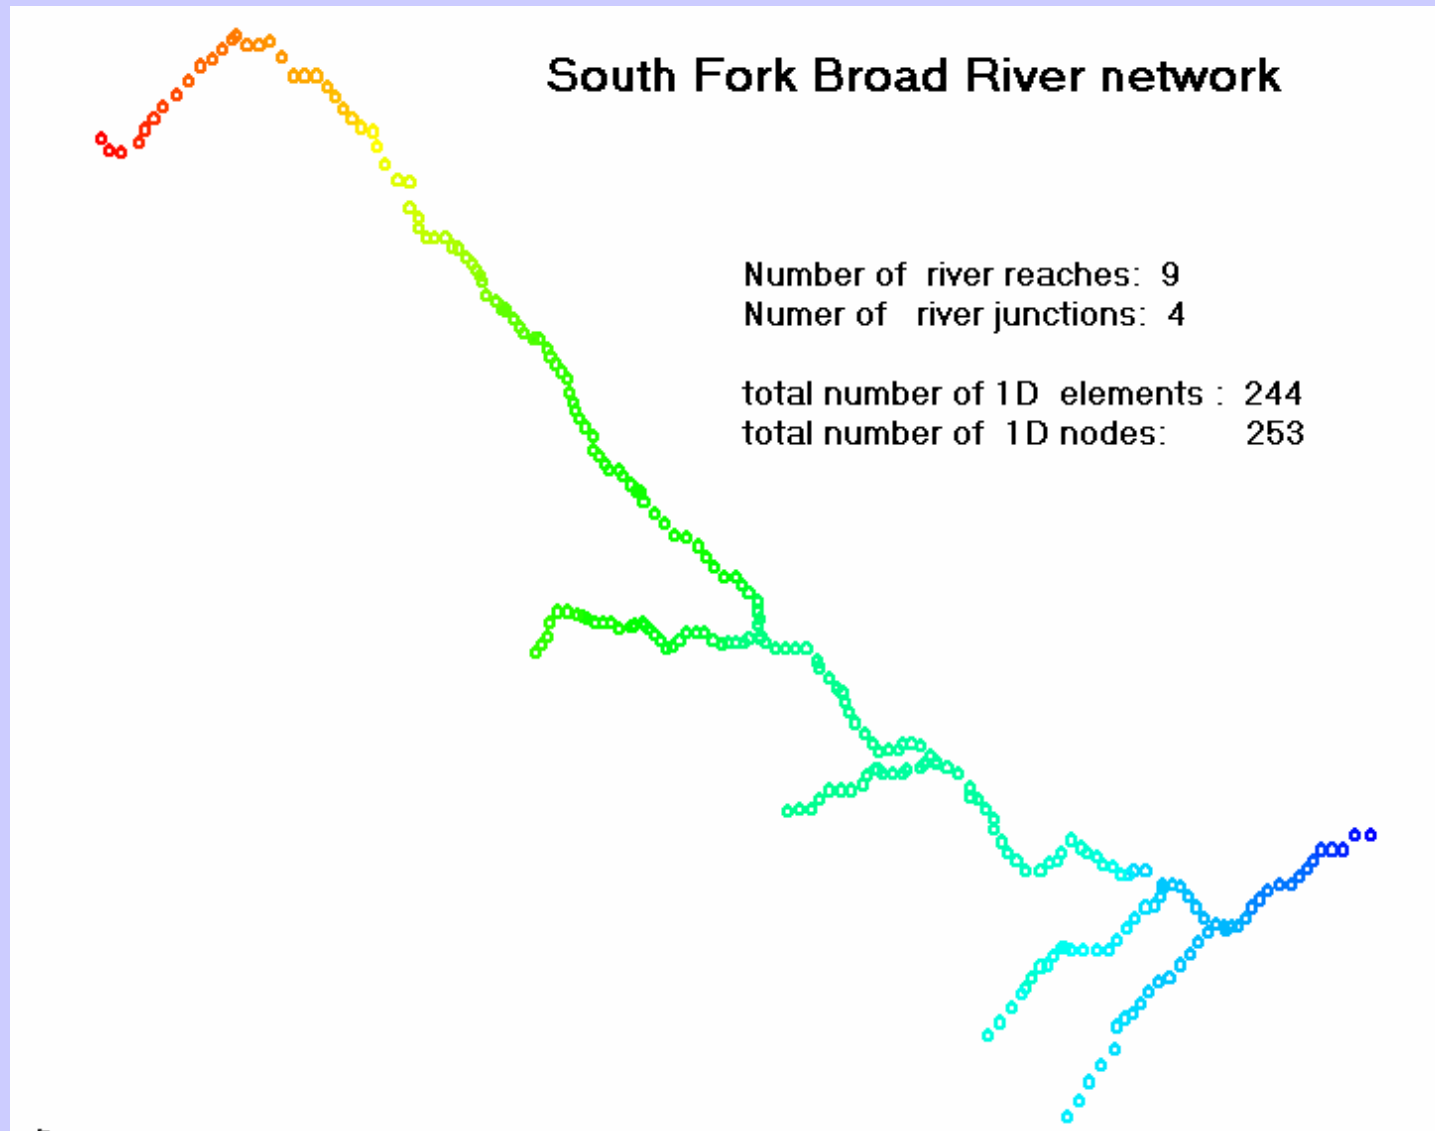 South Fork Broad River network
Number of river reaches: 9
Numer of river junctions: 4
total number of 1D elements : 244
total number of 1D nodes: 253